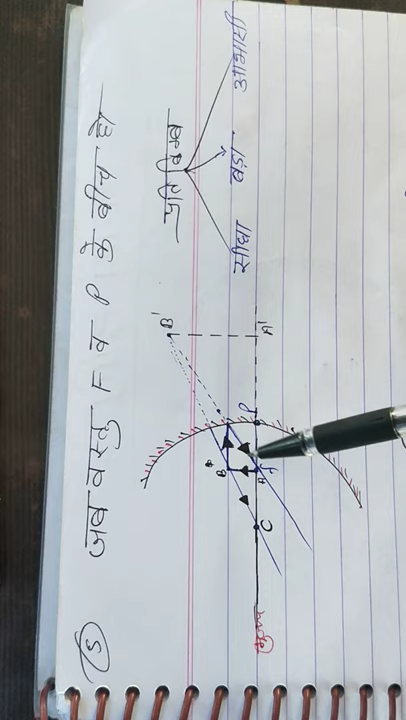 (5) जब वस्तु F व P के बीच है
प्रतिबिम्ब
सीधा बड़ा आभासी
B'
B
A' P A F C